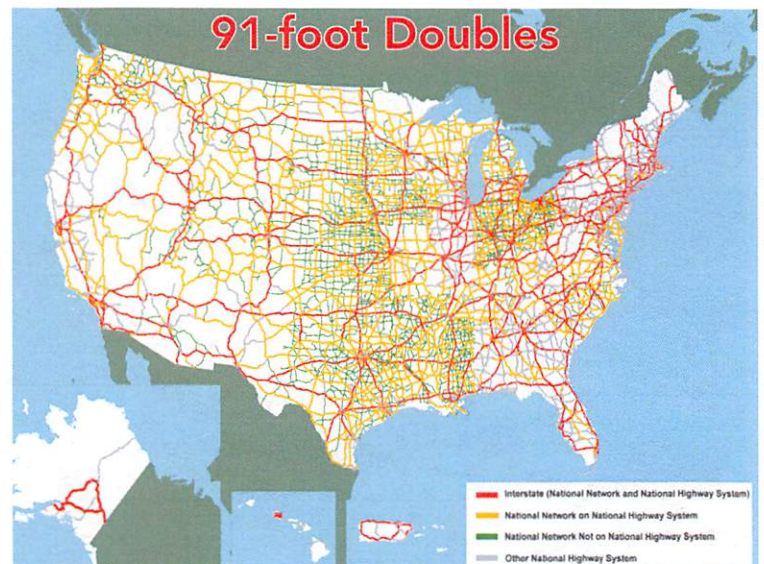 91-foot Doubles
Interstate (National Network and National Highway System)
National Network on National Highway System
National Network Not on National Highway System
Other National Highway System